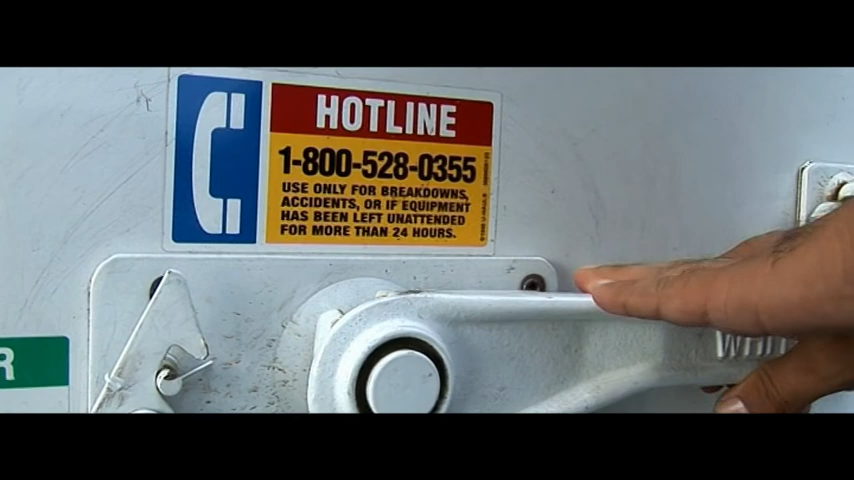 HOTLINE
1-800-528-0355
USE ONLY FOR BREAKDOWNS,
ACCIDENTS, OR IF EQUIPMENT
HAS BEEN LEFT UNATTENDED
FOR MORE THAN 24 HOURS.
R